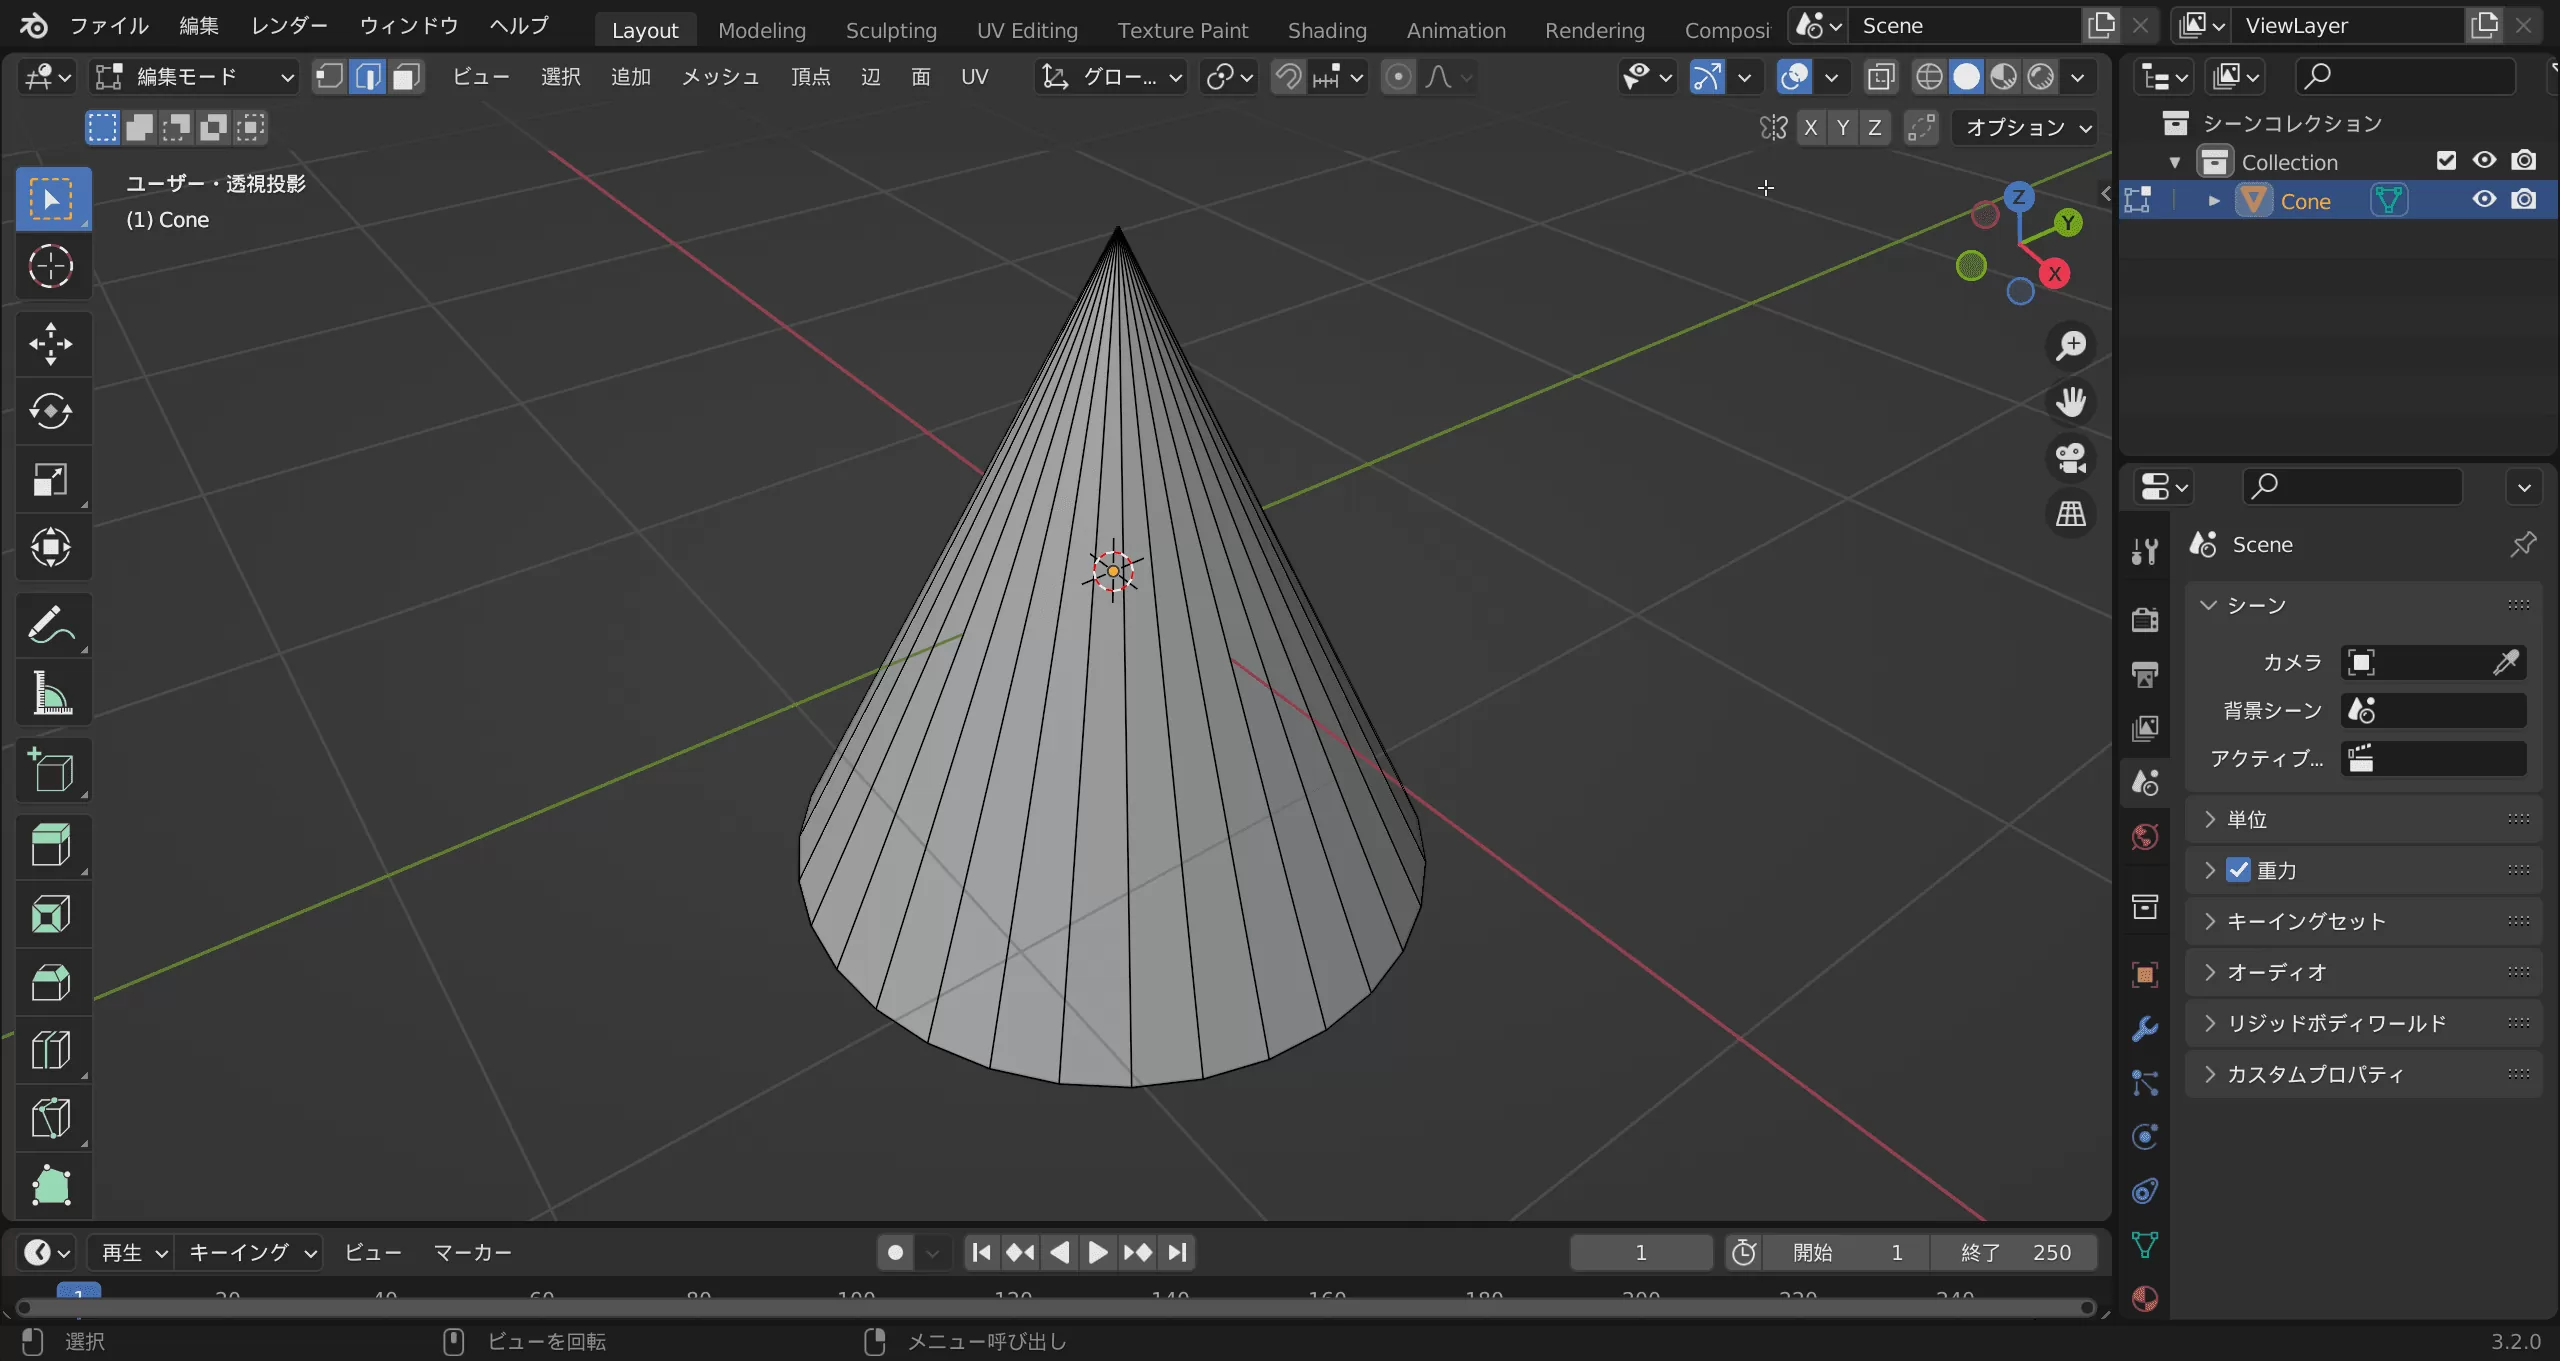 ファイル 編集 レンダー ウィンドウ ヘルプ Layout Modeling Sculpting UV Editing Texture Paint Shading Animation Rendering Composi Scene ViewLayer
編集モード ビュー 選択 追加 メッシュ 頂点 辺 面 UV グロー...
X Y Z オプション
ユーザー・透視投影
(1) Cone
Z
Y
X
シーンコレクション
Collection
Cone
Scene
シーン
カメラ
背景シーン
アクティブ...
単位
重力
キーイングセット
オーディオ
リジッドボディワールド
カスタムプロパティ
再生 キーイング ビュー マーカー 1 開始 1 終了 250
1 20 40 60 80 100 120 140 160 180 200 220 240
選択 ビューを回転 メニュー呼び出し 3.2.0